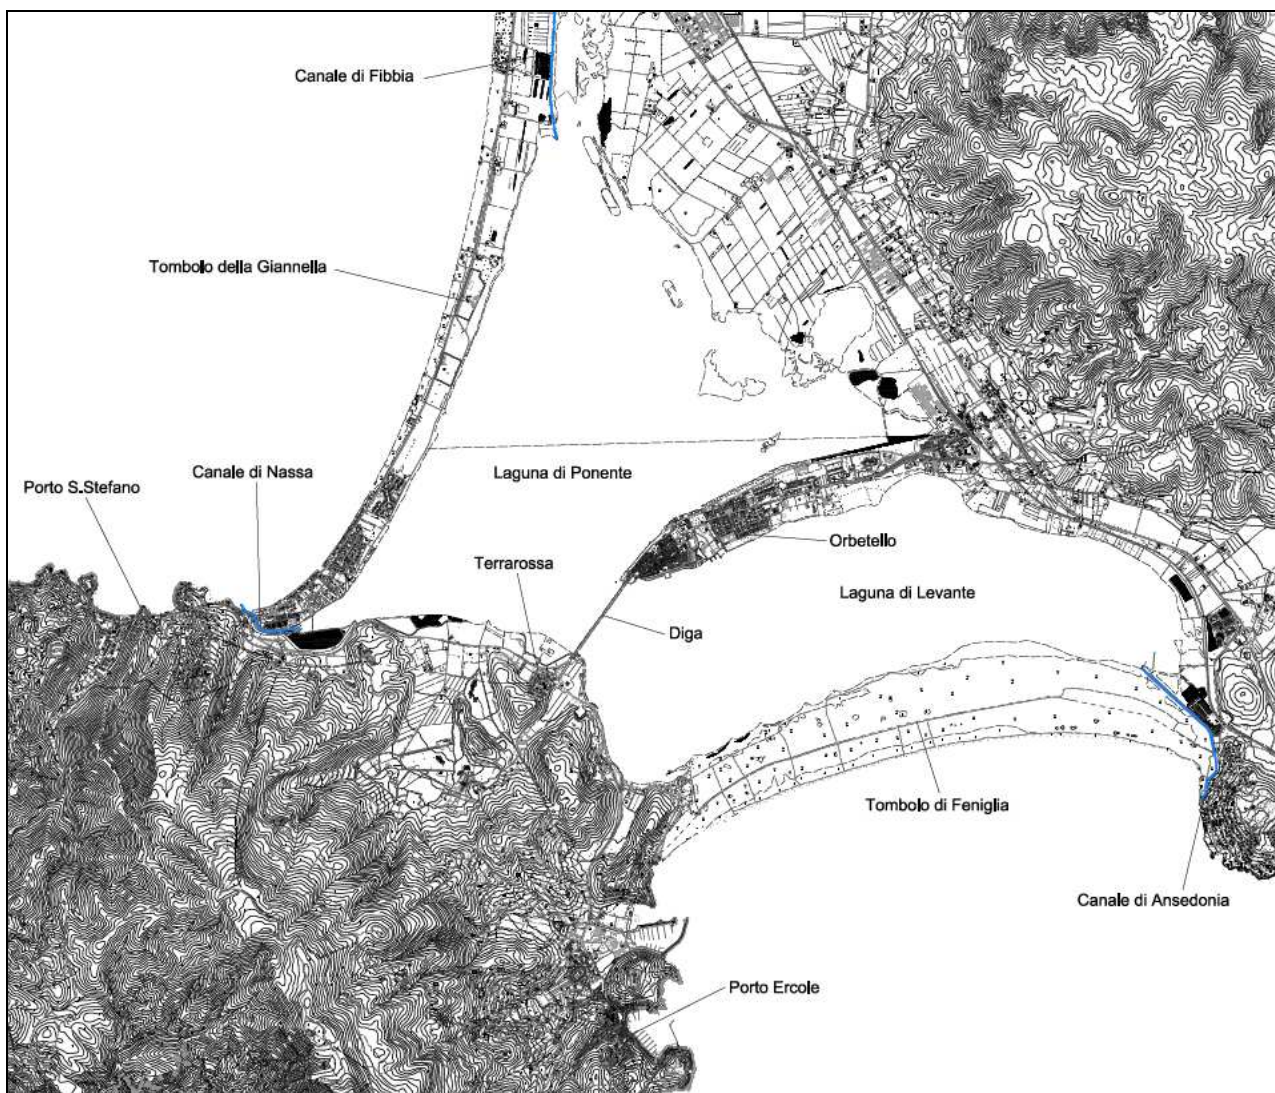 Canale di Fibbia
Tombolo della Giannella
Canale di Nassa
Laguna di Ponente
Porto S.Stefano
Orbetello
Terrarossa
Laguna di Levante
Diga
Tombolo di Feniglia
Canale di Ansedonia
Porto Ercole